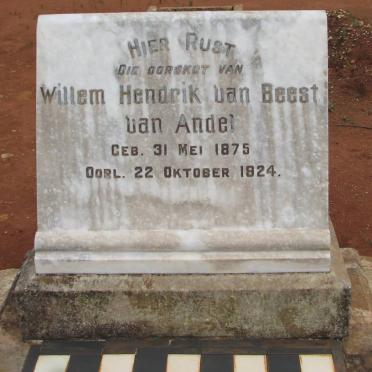 Hier Rust
Die oorskot van
Willem Hendrik van Beest
van Andel
Geb. 31 Mei 1875
Oorl. 22 Oktober 1924.